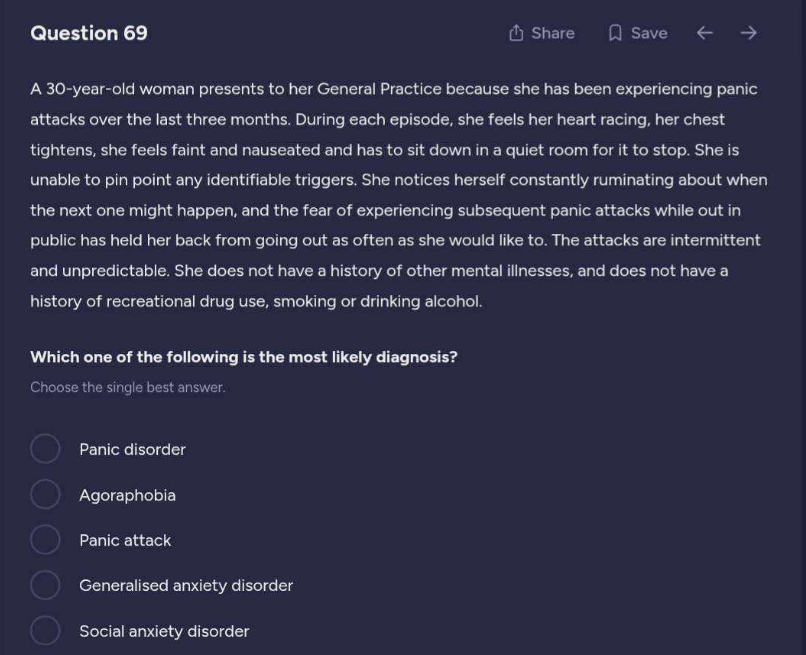 Question 69
Share
Save
A 30-year-old woman presents to her General Practice because she has been experiencing panic
attacks over the last three months. During each episode, she feels her heart racing, her chest
tightens, she feels faint and nauseated and has to sit down in a quiet room for it to stop. She is
unable to pin point any identifiable triggers. She notices herself constantly ruminating about when
the next one might happen, and the fear of experiencing subsequent panic attacks while out in
public has held her back from going out as often as she would like to. The attacks are intermittent
and unpredictable. She does not have a history of other mental illnesses, and does not have a
history of recreational drug use, smoking or drinking alcohol.
Which one of the following is the most likely diagnosis?
Choose the single best answer.
Panic disorder
Agoraphobia
Panic attack
Generalised anxiety disorder
Social anxiety disorder